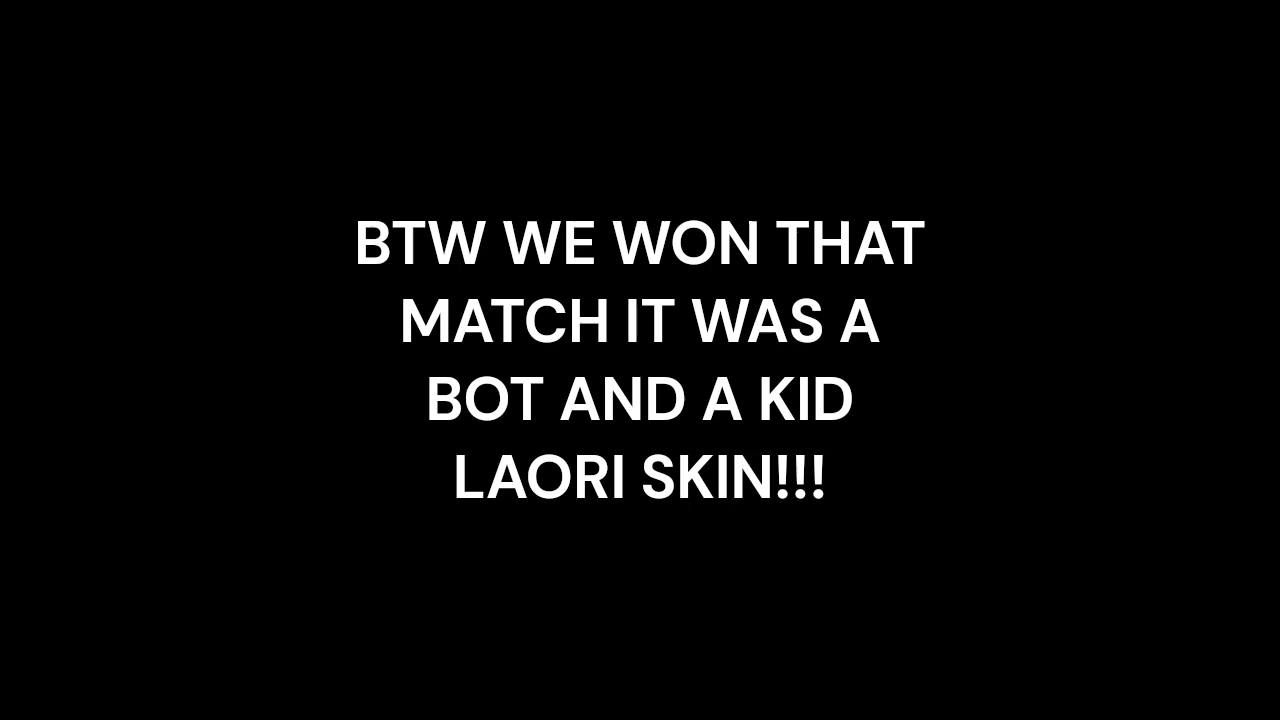 BTW WE WON THAT
MATCH IT WAS A
BOT AND A KID
LAORI SKIN!!!